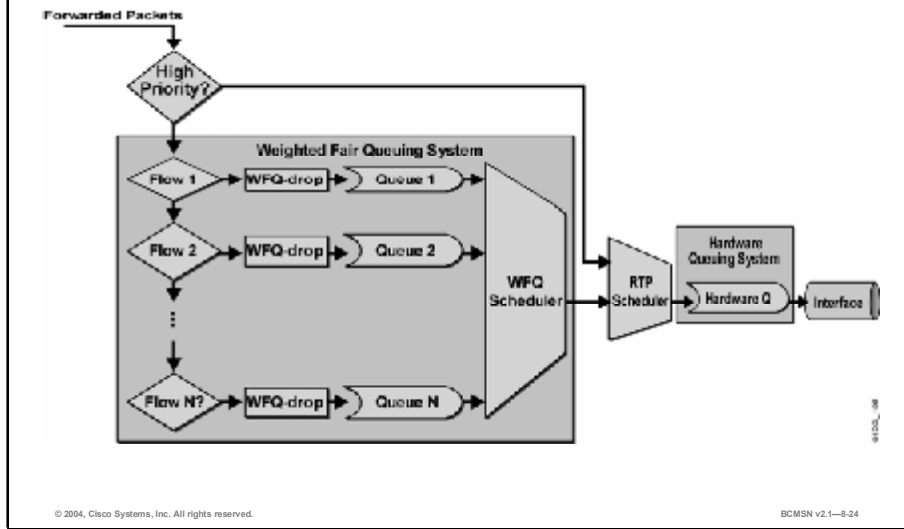 Forwarded Packets
High
Priority?
Weighted Fair Queuing System
Flow 1
WFQ-drop
Queue 1
Flow 2
WFQ-drop
Queue 2
WFQ
Scheduler
RTP
Scheduler
Hardware
Queuing System
Hardware Q
Interface
Flow N?
WFQ-drop
Queue N
© 2004, Cisco Systems, Inc. All rights reserved.
BCMSN v2.1—8-24